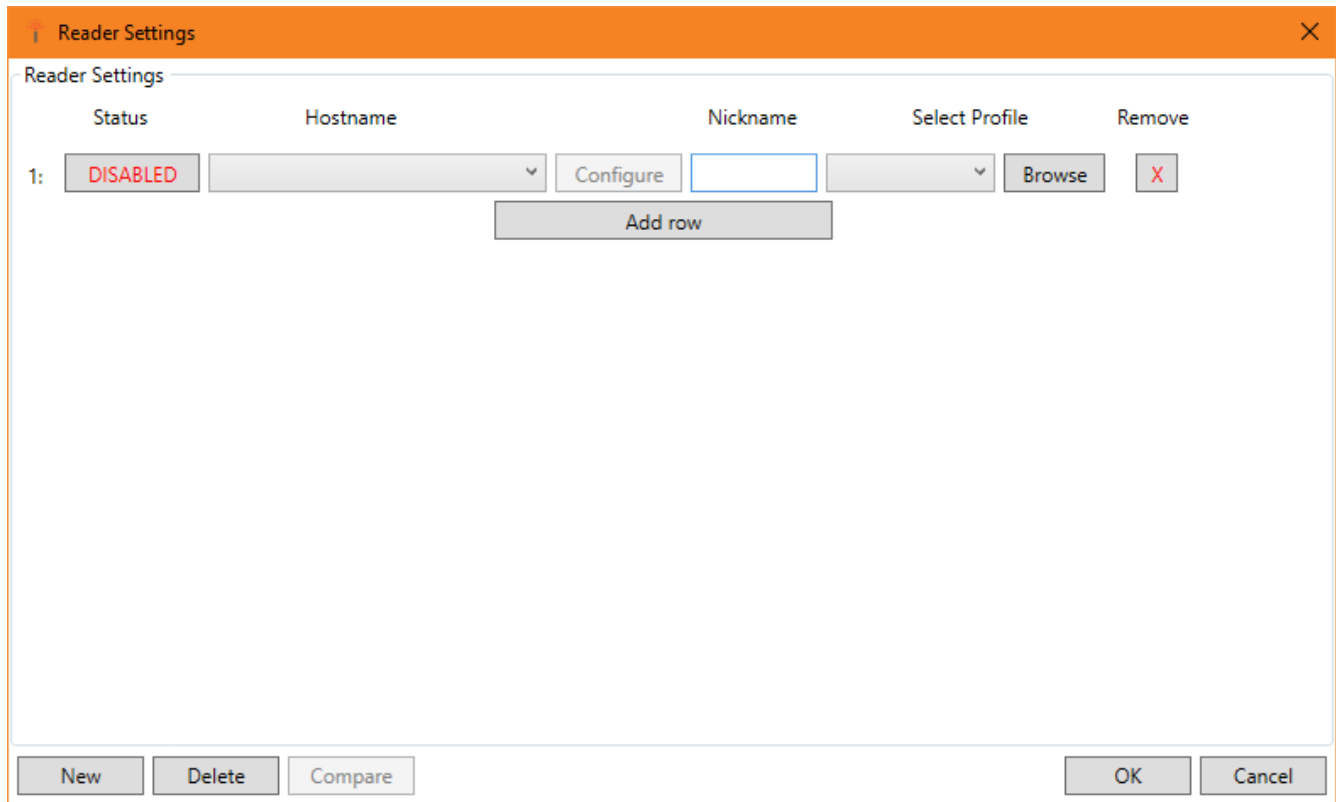 Reader Settings
Reader Settings
Status Hostname Nickname Select Profile Remove
1: DISABLED Configure Browse X
Add row
New Delete Compare OK Cancel